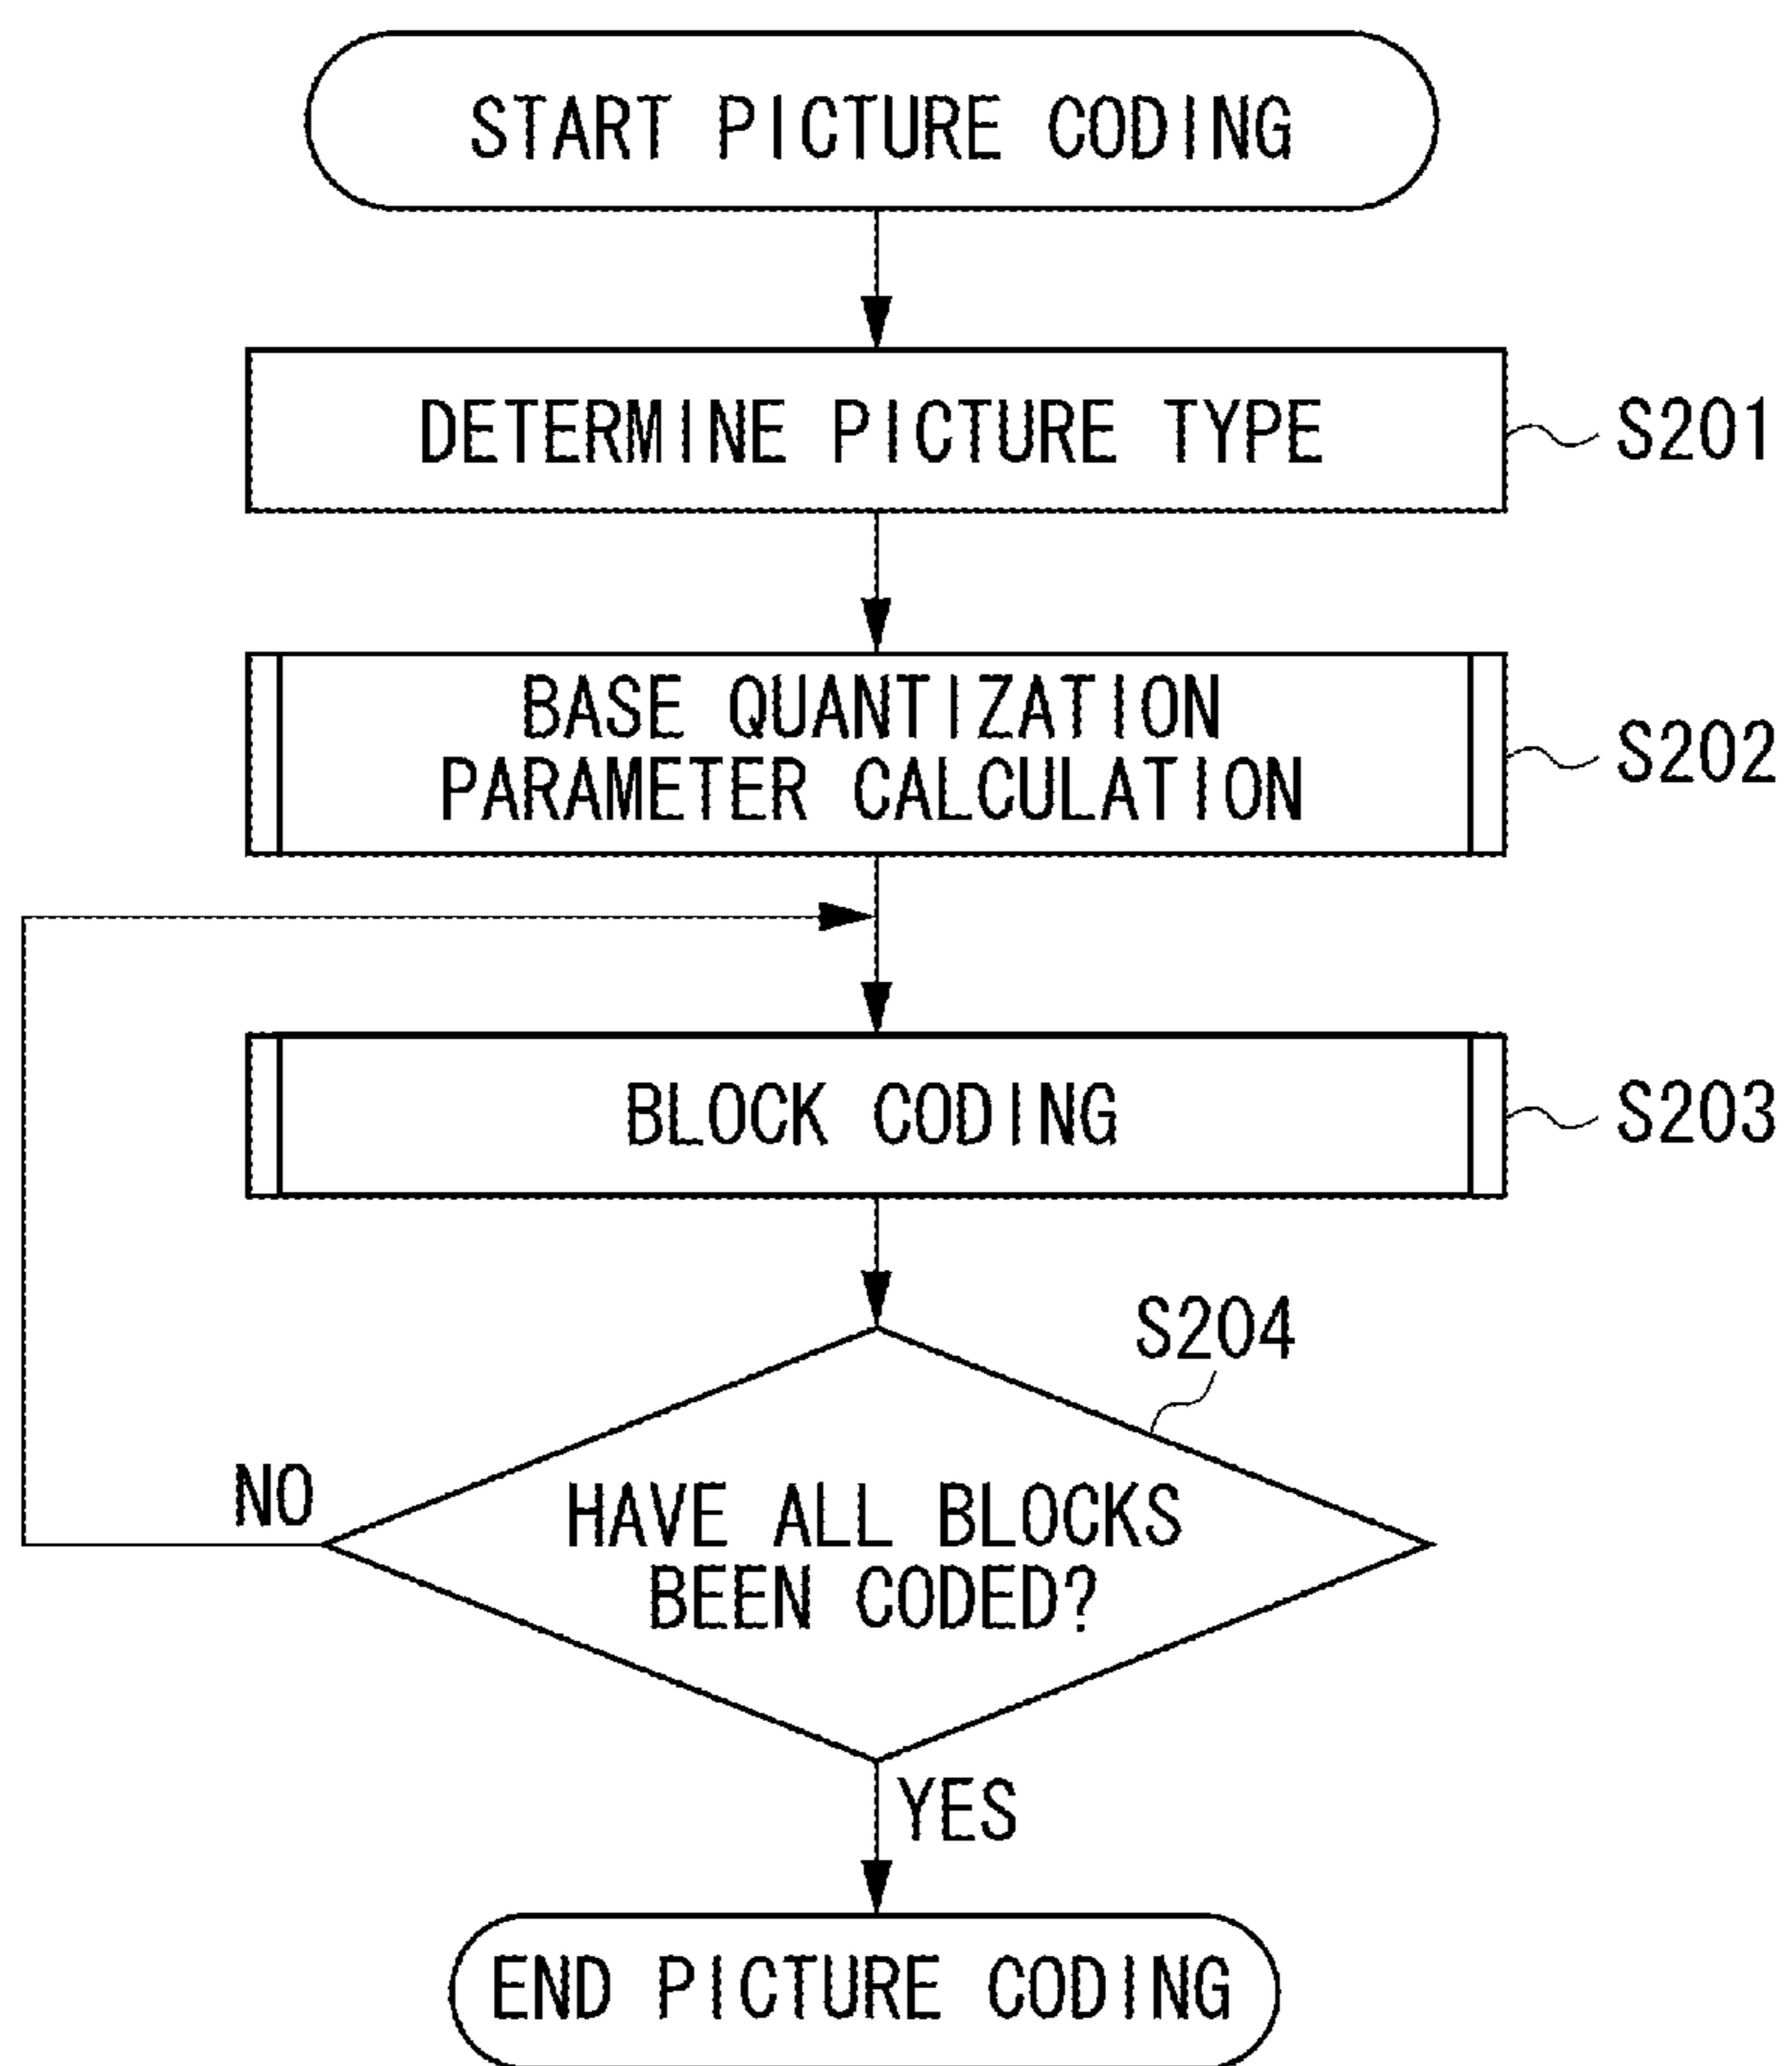 START PICTURE CODING
DETERMINE PICTURE TYPE
S201
BASE QUANTIZATION
PARAMETER CALCULATION
S202
BLOCK CODING
S203
S204
HAVE ALL BLOCKS
BEEN CODED?
NO
YES
END PICTURE CODING